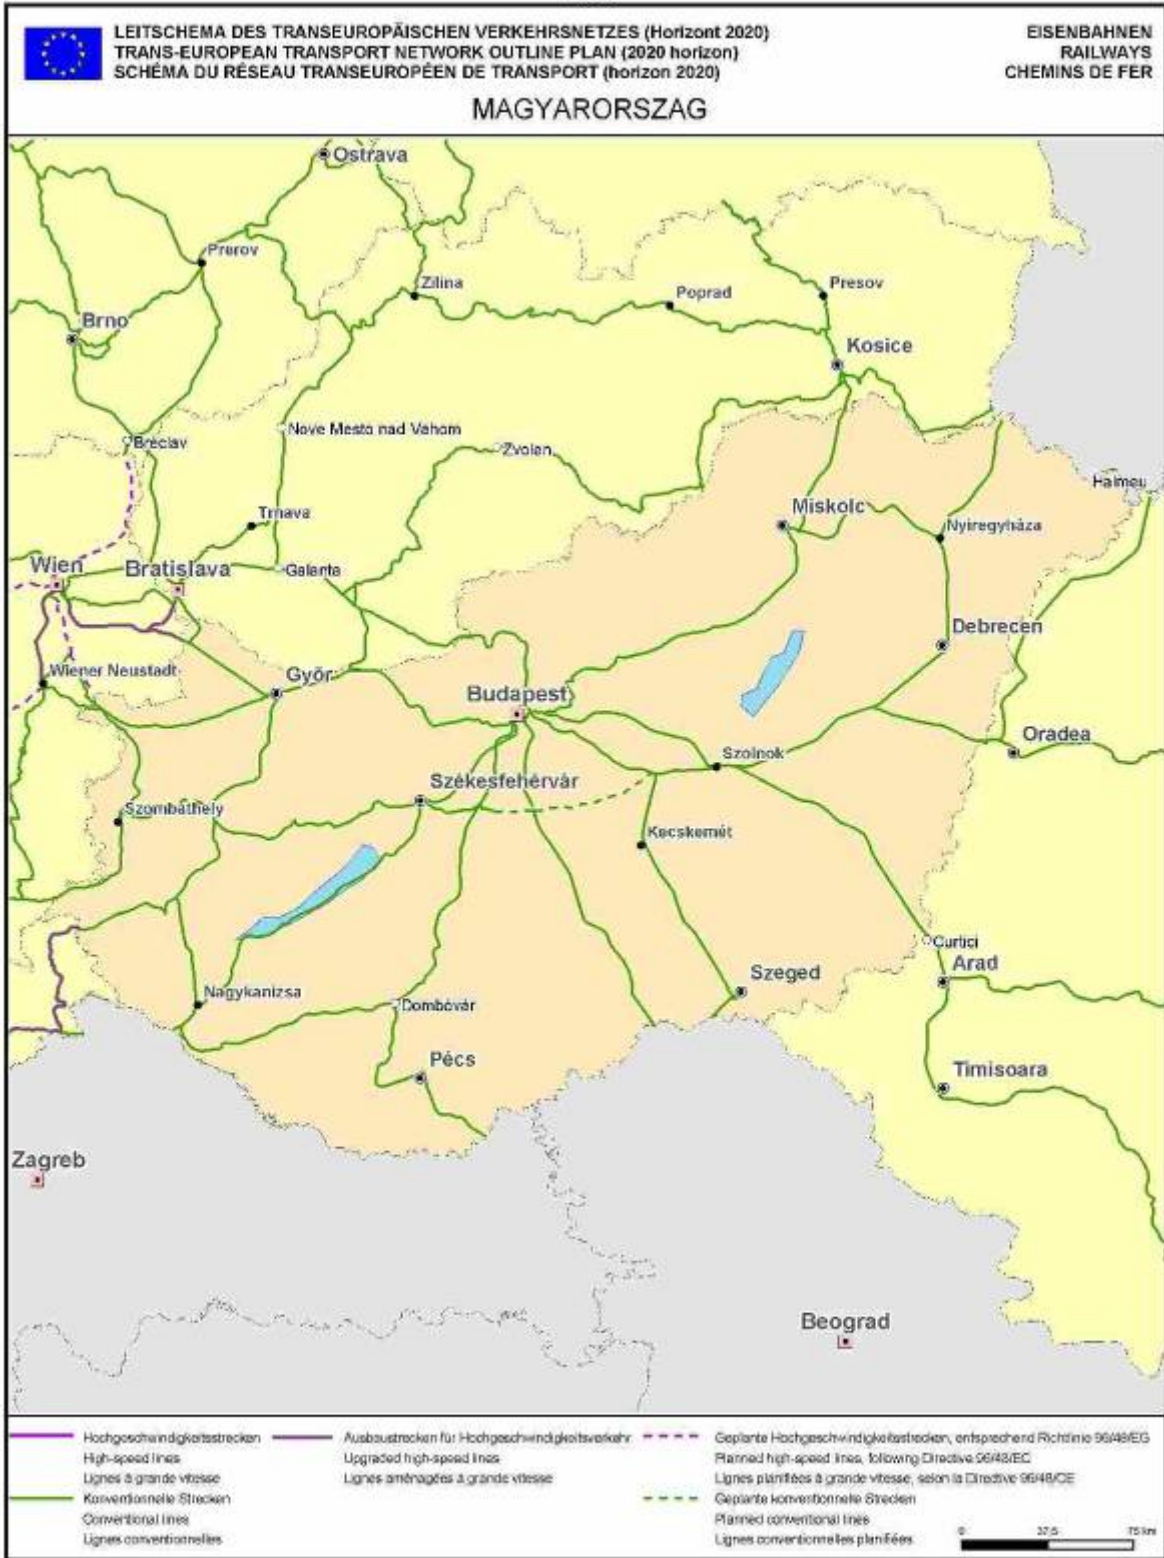 LEITSCHEMA DES TRANSEUROPÄISCHEN VERKEHRSNETZES (Horizont 2020)
TRANS-EUROPEAN TRANSPORT NETWORK OUTLINE PLAN (2020 horizon)
SCHÉMA DU RÉSEAU TRANSEUROPÉEN DE TRANSPORT (horizon 2020)
EISENBAHNEN
RAILWAYS
CHEMINS DE FER
MAGYARORSZAG
Ostrava
Prerov
Zilina
Poprad
Presov
Brno
Kosice
Breclav
Nove Mesto nad Vahom
Zvolen
Halmeu
Trnava
Miskolc
Nyiregyháza
Wien
Bratislava
Galanta
Debrecen
Wiener Neustadt
Győr
Budapest
Oradea
Szolnok
Székesfehérvár
Szombathely
Kecskemét
Curtici
Arad
Szeged
Nagykanizsa
Dombóvár
Pécs
Timisoara
Zagreb
Beograd
Hochgeschwindigkeitsstrecken
High-speed lines
Lignes à grande vitesse
Konventionelle Strecken
Conventional lines
Lignes conventionnelles
Ausbaustrecken für Hochgeschwindigkeitsverkehr
Upgraded high-speed lines
Lignes aménagées à grande vitesse
Geplante Hochgeschwindigkeitsstrecken, entsprechend Richtlinie 96/48/EG
Planned high-speed lines, following Directive 96/48/EC
Lignes planifiées à grande vitesse, selon la Directive 96/48/CE
Geplante konventionelle Strecken
Planned conventional lines
Lignes conventionnelles planifiées
0 37,5 75 km